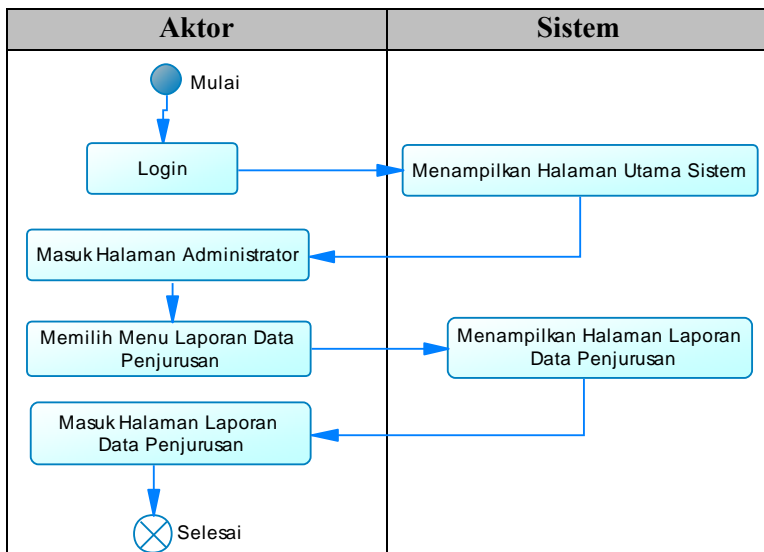 Aktor
Sistem
Mulai
Login
Menampilkan Halaman Utama Sistem
Masuk Halaman Administrator
Memilih Menu Laporan Data
Penjurusan
Menampilkan Halaman Laporan
Data Penjurusan
Masuk Halaman Laporan
Data Penjurusan
Selesai